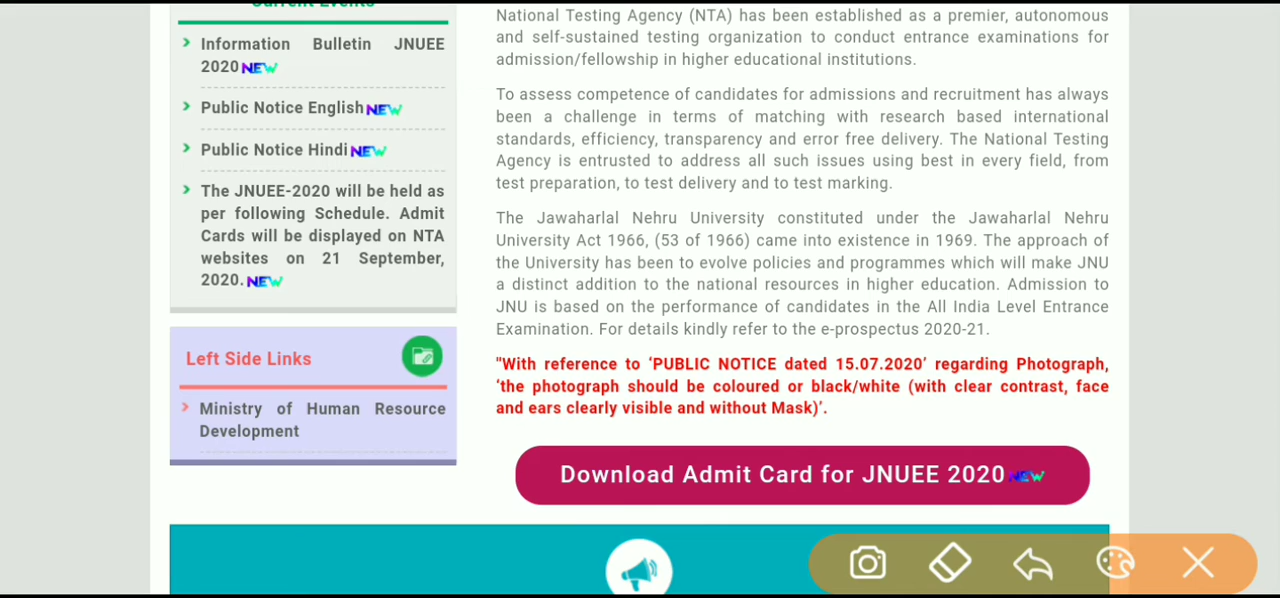 Current Events
Information Bulletin JNUEE
2020 NEW
Public Notice English NEW
Public Notice Hindi NEW
The JNUEE-2020 will be held as
per following Schedule. Admit
Cards will be displayed on NTA
websites on 21 September,
2020. NEW
Left Side Links
Ministry of Human Resource
Development
National Testing Agency (NTA) has been established as a premier, autonomous
and self-sustained testing organization to conduct entrance examinations for
admission/fellowship in higher educational institutions.
To assess competence of candidates for admissions and recruitment has always
been a challenge in terms of matching with research based international
standards, efficiency, transparency and error free delivery. The National Testing
Agency is entrusted to address all such issues using best in every field, from
test preparation, to test delivery and to test marking.
The Jawaharlal Nehru University constituted under the Jawaharlal Nehru
University Act 1966, (53 of 1966) came into existence in 1969. The approach of
the University has been to evolve policies and programmes which will make JNU
a distinct addition to the national resources in higher education. Admission to
JNU is based on the performance of candidates in the All India Level Entrance
Examination. For details kindly refer to the e-prospectus 2020-21.
"With reference to ‘PUBLIC NOTICE dated 15.07.2020’ regarding Photograph,
‘the photograph should be coloured or black/white (with clear contrast, face
and ears clearly visible and without Mask)’.
Download Admit Card for JNUEE 2020 NEW